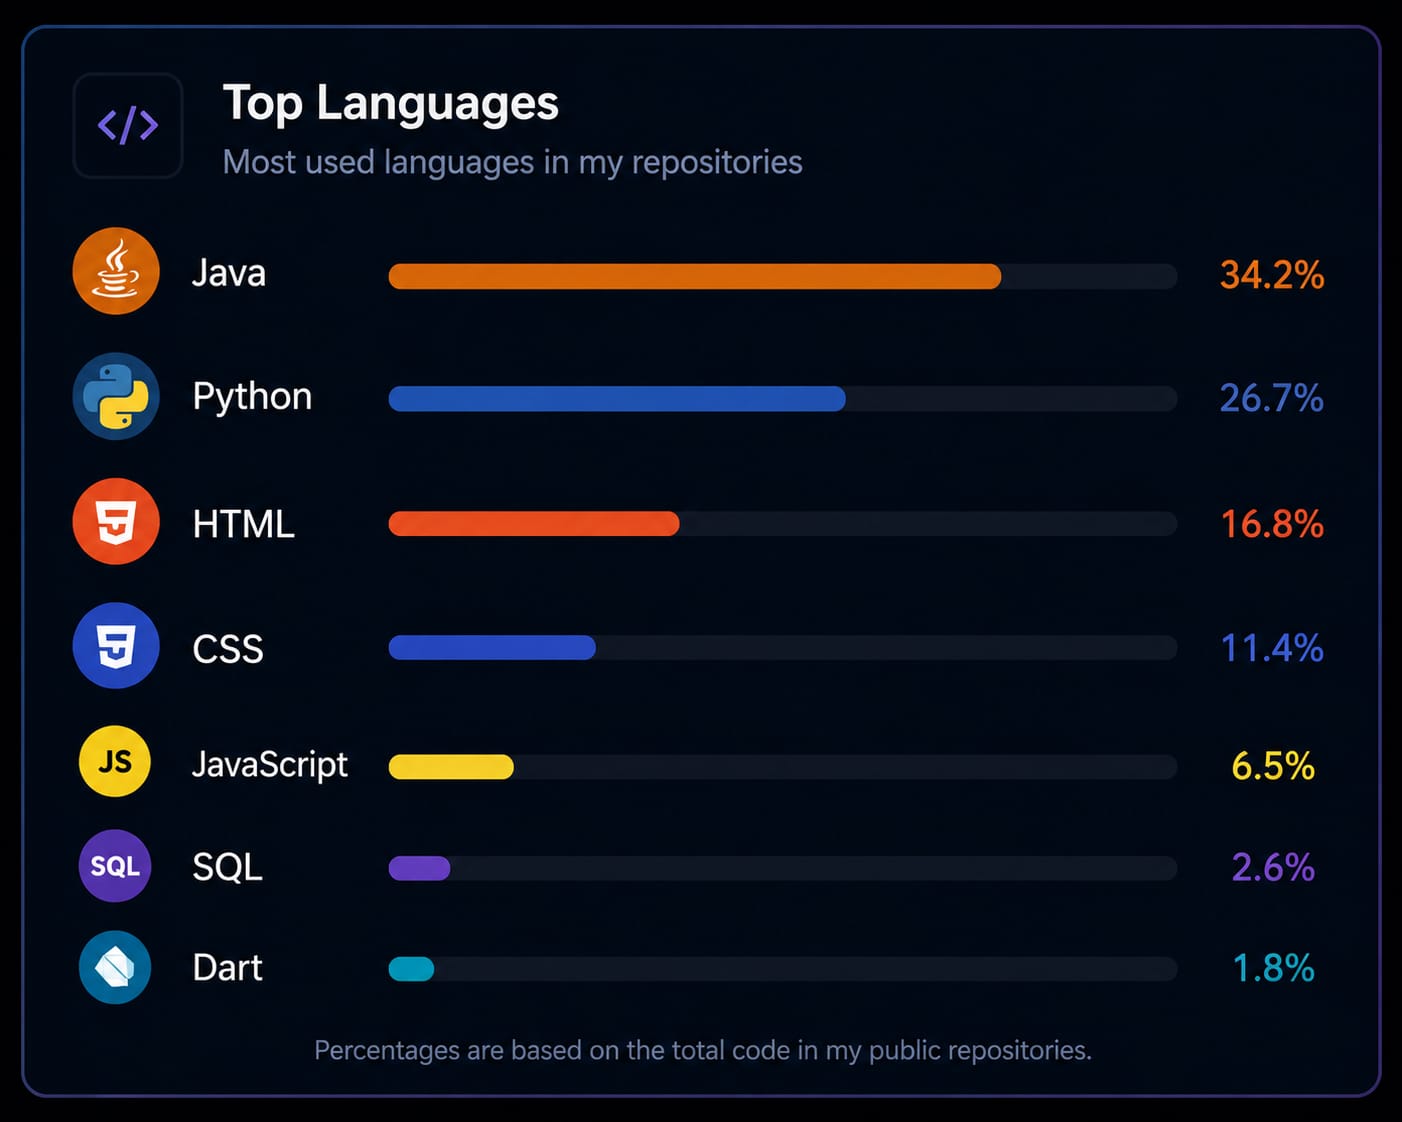 </>
Top Languages
Most used languages in my repositories
Java 34.2%
Python 26.7%
HTML 16.8%
CSS 11.4%
JS JavaScript 6.5%
SQL SQL 2.6%
Dart 1.8%
Percentages are based on the total code in my public repositories.